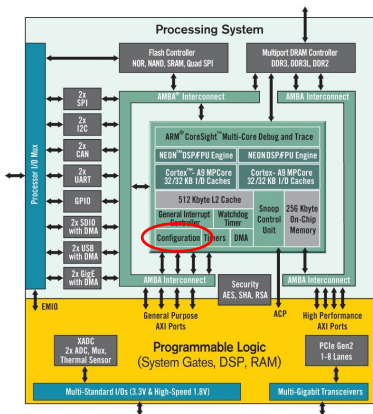 Processing System
Flash Controller
NOR, NAND, SRAM, Quad SPI
Multiport DRAM Controller
DDR3, DDR3L, DDR2
AMBA® Interconnect
AMBA Interconnect
Processor I/O Mux
2x
SPI
2x
I2C
2x
CAN
2x
UART
GPIO
2x SDIO
with DMA
2x USB
with DMA
2x GigE
with DMA
EMIO
ARM® CoreSight™ Multi-Core Debug and Trace
NEON™ DSP/FPU Engine
NEON DSP/FPU Engine
Cortex™- A9 MPCore
32/32 KB I/D Caches
Cortex- A9 MPCore
32/32 KB I/D Caches
512 Kbyte L2 Cache
General Interrupt
Controller
Watchdog
Timer
Configuration
Timers
DMA
Snoop
Control
Unit
256 Kbyte
On-Chip
Memory
AMBA Interconnect
Security
AES, SHA, RSA
AMBA Interconnect
General Purpose
AXI Ports
ACP
High Performance
AXI Ports
XADC
2x ADC, Mux,
Thermal Sensor
Programmable Logic
(System Gates, DSP, RAM)
PCIe Gen2
1-8 Lanes
Multi-Standard I/Os (3.3V & High-Speed 1.8V)
Multi-Gigabit Transceivers